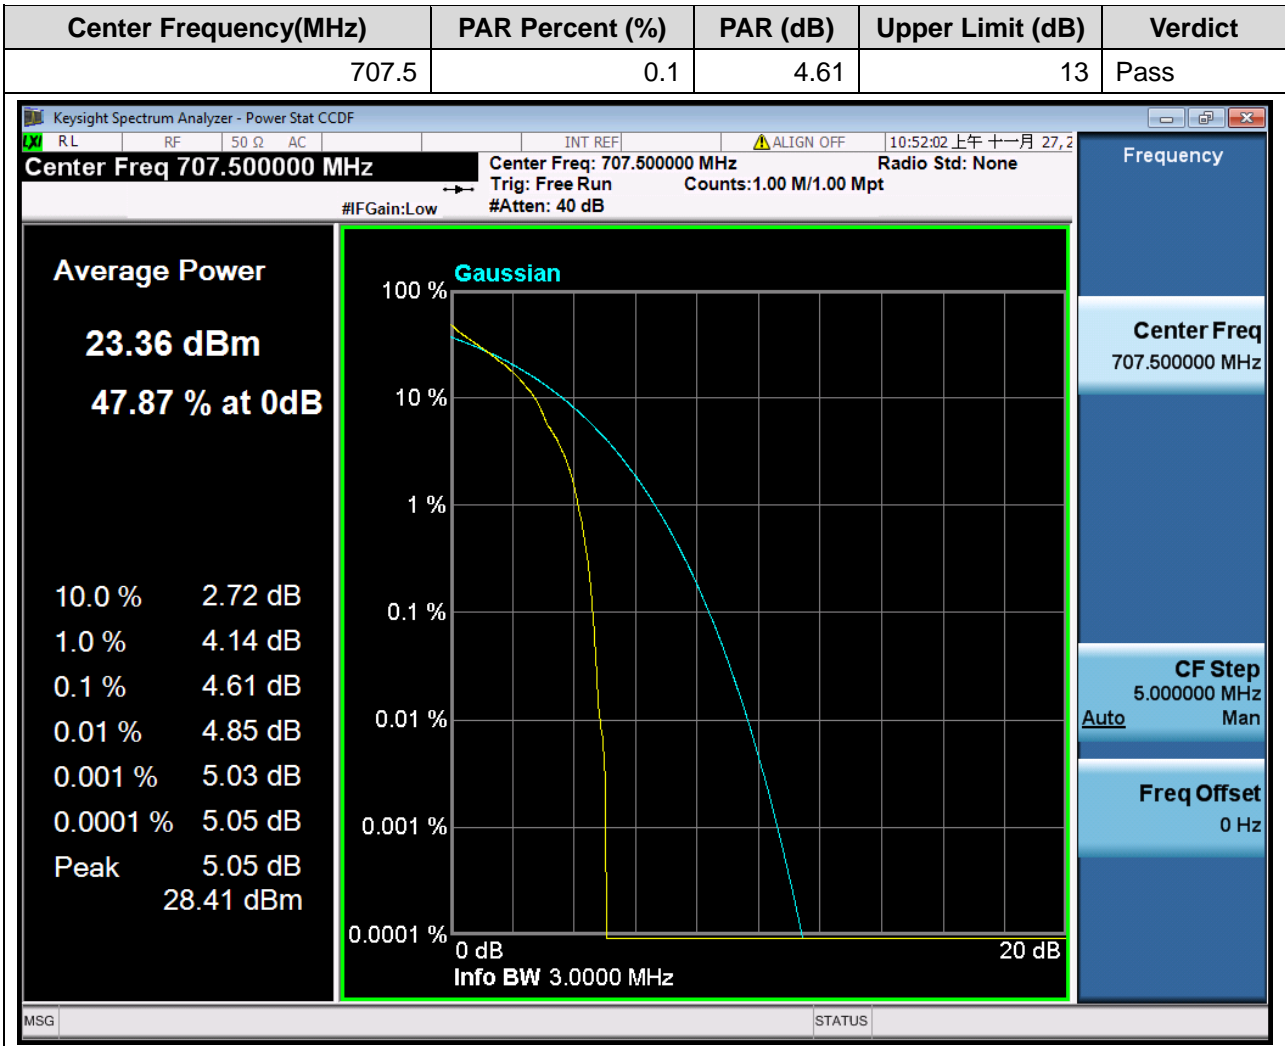 Center Frequency(MHz) PAR Percent (%) PAR (dB) Upper Limit (dB) Verdict
707.5 0.1 4.61 13 Pass
Keysight Spectrum Analyzer - Power Stat CCDF
LXI RL RF 50 Ω AC INT REF ALIGN OFF 10:52:02 上午 十一月 27, 2
Center Freq 707.500000 MHz
Center Freq: 707.500000 MHz Radio Std: None
Trig: Free Run Counts:1.00 M/1.00 Mpt
#IFGain:Low #Atten: 40 dB
Frequency
Average Power
23.36 dBm
47.87 % at 0dB
10.0 % 2.72 dB
1.0 % 4.14 dB
0.1 % 4.61 dB
0.01 % 4.85 dB
0.001 % 5.03 dB
0.0001 % 5.05 dB
Peak 5.05 dB
28.41 dBm
Gaussian
100 %
10 %
1 %
0.1 %
0.01 %
0.001 %
0.0001 %
0 dB 20 dB
Info BW 3.0000 MHz
Center Freq
707.500000 MHz
CF Step
5.000000 MHz
Auto Man
Freq Offset
0 Hz
MSG STATUS